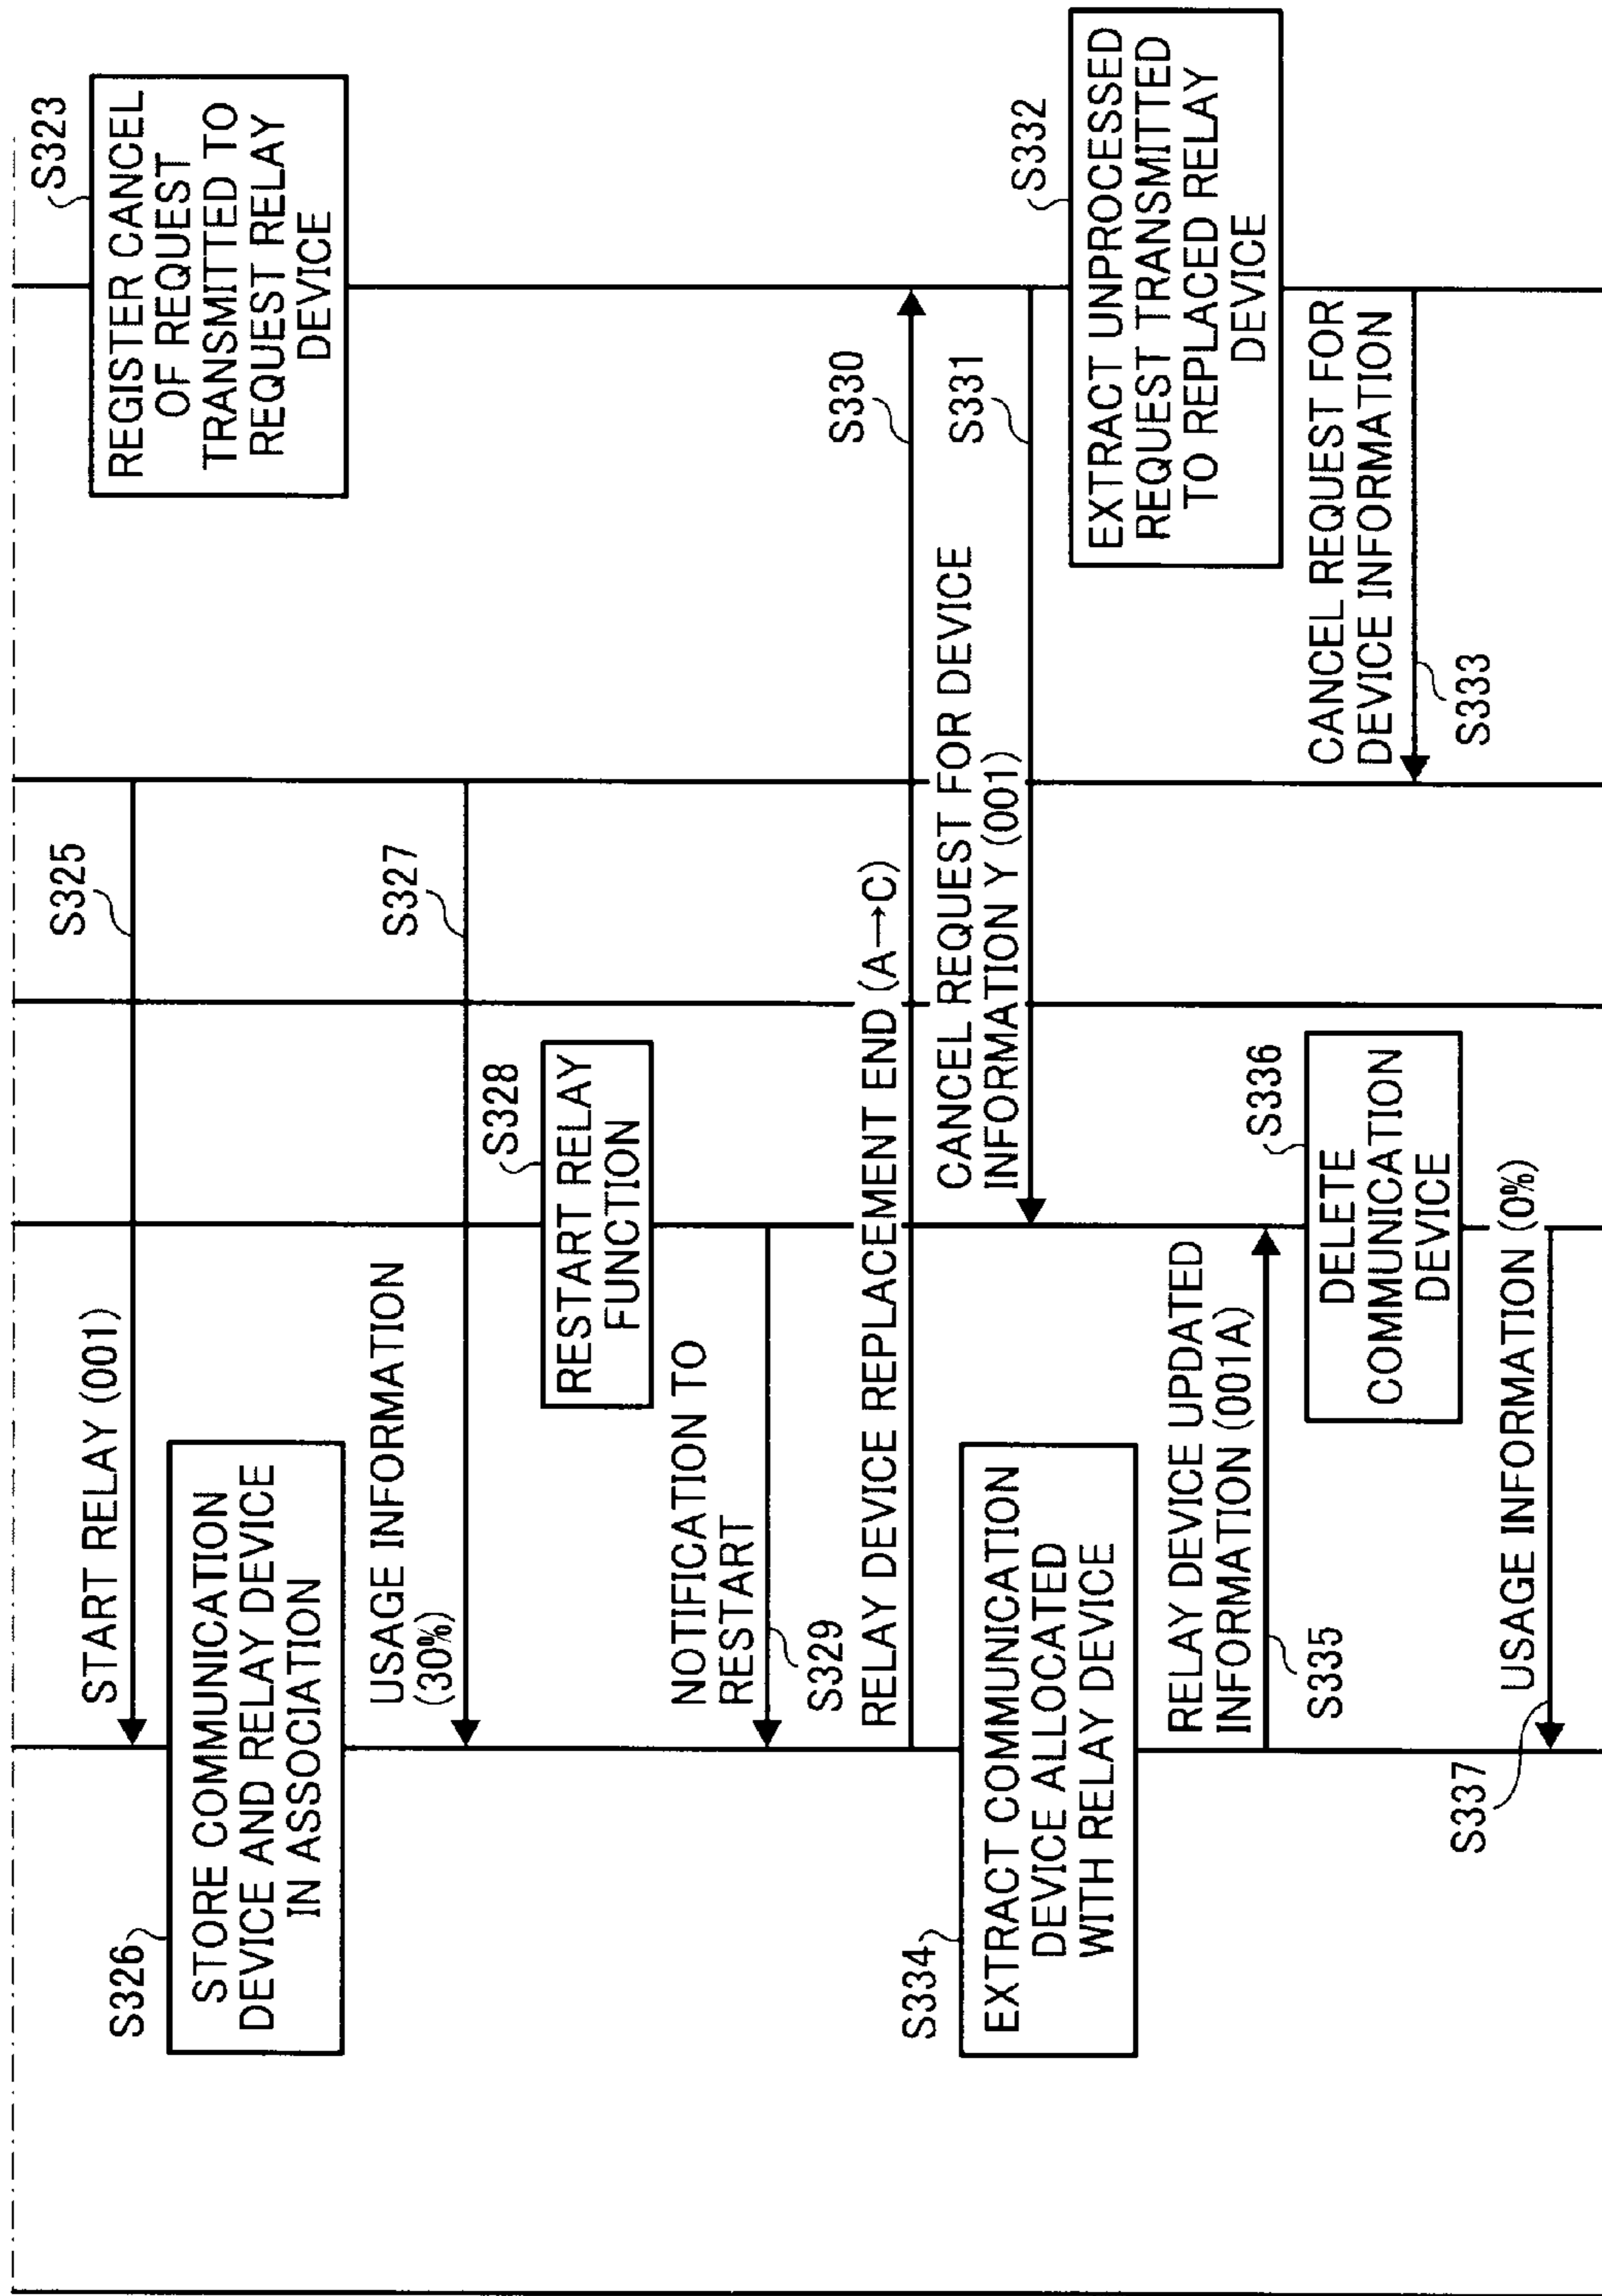 S323
REGISTER CANCEL
OF REQUEST
TRANSMITTED TO
REQUEST RELAY
DEVICE
S325
START RELAY (001)
S326
STORE COMMUNICATION
DEVICE AND RELAY DEVICE
IN ASSOCIATION
S327
USAGE INFORMATION
(30%)
S328
RESTART RELAY
FUNCTION
NOTIFICATION TO
RESTART
S329
S330
RELAY DEVICE REPLACEMENT END (A→C)
S331
CANCEL REQUEST FOR DEVICE
INFORMATION Y (001)
S332
EXTRACT UNPROCESSED
REQUEST TRANSMITTED
TO REPLACED RELAY
DEVICE
CANCEL REQUEST FOR
DEVICE INFORMATION
S333
S334
EXTRACT COMMUNICATION
DEVICE ALLOCATED
WITH RELAY DEVICE
RELAY DEVICE UPDATED
INFORMATION (001A)
S335
S336
DELETE
COMMUNICATION
DEVICE
USAGE INFORMATION (0%)
S337